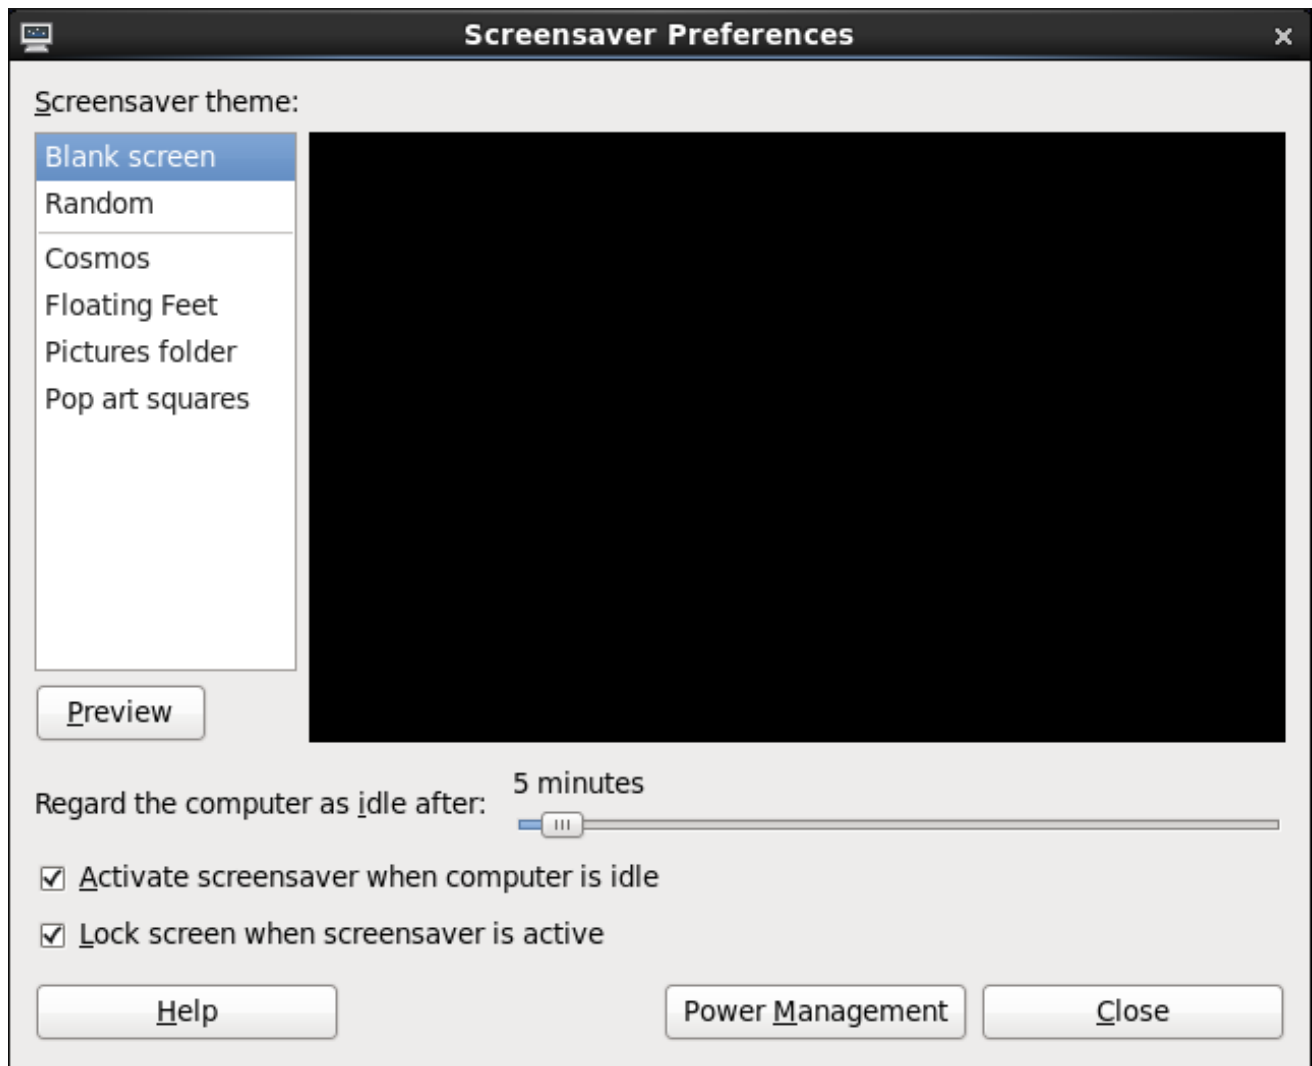 Screensaver Preferences
Screensaver theme:
Blank screen
Random
Cosmos
Floating Feet
Pictures folder
Pop art squares
Preview
5 minutes
Regard the computer as idle after:
Activate screensaver when computer is idle
Lock screen when screensaver is active
Help
Power Management
Close